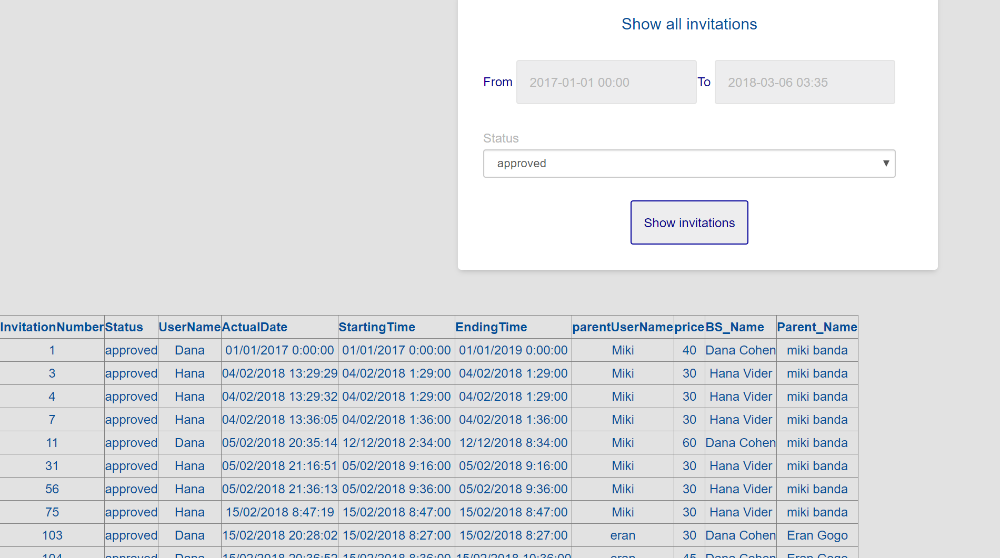 Show all invitations
From 2017-01-01 00:00 To 2018-03-06 03:35
Status
approved
Show invitations
InvitationNumber Status UserName ActualDate StartingTime EndingTime parentUserName price BS_Name Parent_Name
1 approved Dana 01/01/2017 0:00:00 01/01/2017 0:00:00 01/01/2019 0:00:00 Miki 40 Dana Cohen miki banda
3 approved Hana 04/02/2018 13:29:29 04/02/2018 1:29:00 04/02/2018 1:29:00 Miki 30 Hana Vider miki banda
4 approved Hana 04/02/2018 13:29:32 04/02/2018 1:29:00 04/02/2018 1:29:00 Miki 30 Hana Vider miki banda
7 approved Hana 04/02/2018 13:36:05 04/02/2018 1:36:00 04/02/2018 1:36:00 Miki 30 Hana Vider miki banda
11 approved Dana 05/02/2018 20:35:14 12/12/2018 2:34:00 12/12/2018 8:34:00 Miki 60 Dana Cohen miki banda
31 approved Hana 05/02/2018 21:16:51 05/02/2018 9:16:00 05/02/2018 9:16:00 Miki 30 Hana Vider miki banda
56 approved Hana 05/02/2018 21:36:13 05/02/2018 9:36:00 05/02/2018 9:36:00 Miki 30 Hana Vider miki banda
75 approved Hana 15/02/2018 8:47:19 15/02/2018 8:47:00 15/02/2018 8:47:00 Miki 30 Hana Vider miki banda
103 approved Dana 15/02/2018 20:28:02 15/02/2018 8:27:00 15/02/2018 8:27:00 eran 30 Dana Cohen Eran Gogo
104 approved Dana 15/02/2018 20:36:52 15/02/2018 8:36:00 15/02/2018 10:36:00 eran 45 Dana Cohen Eran Gogo